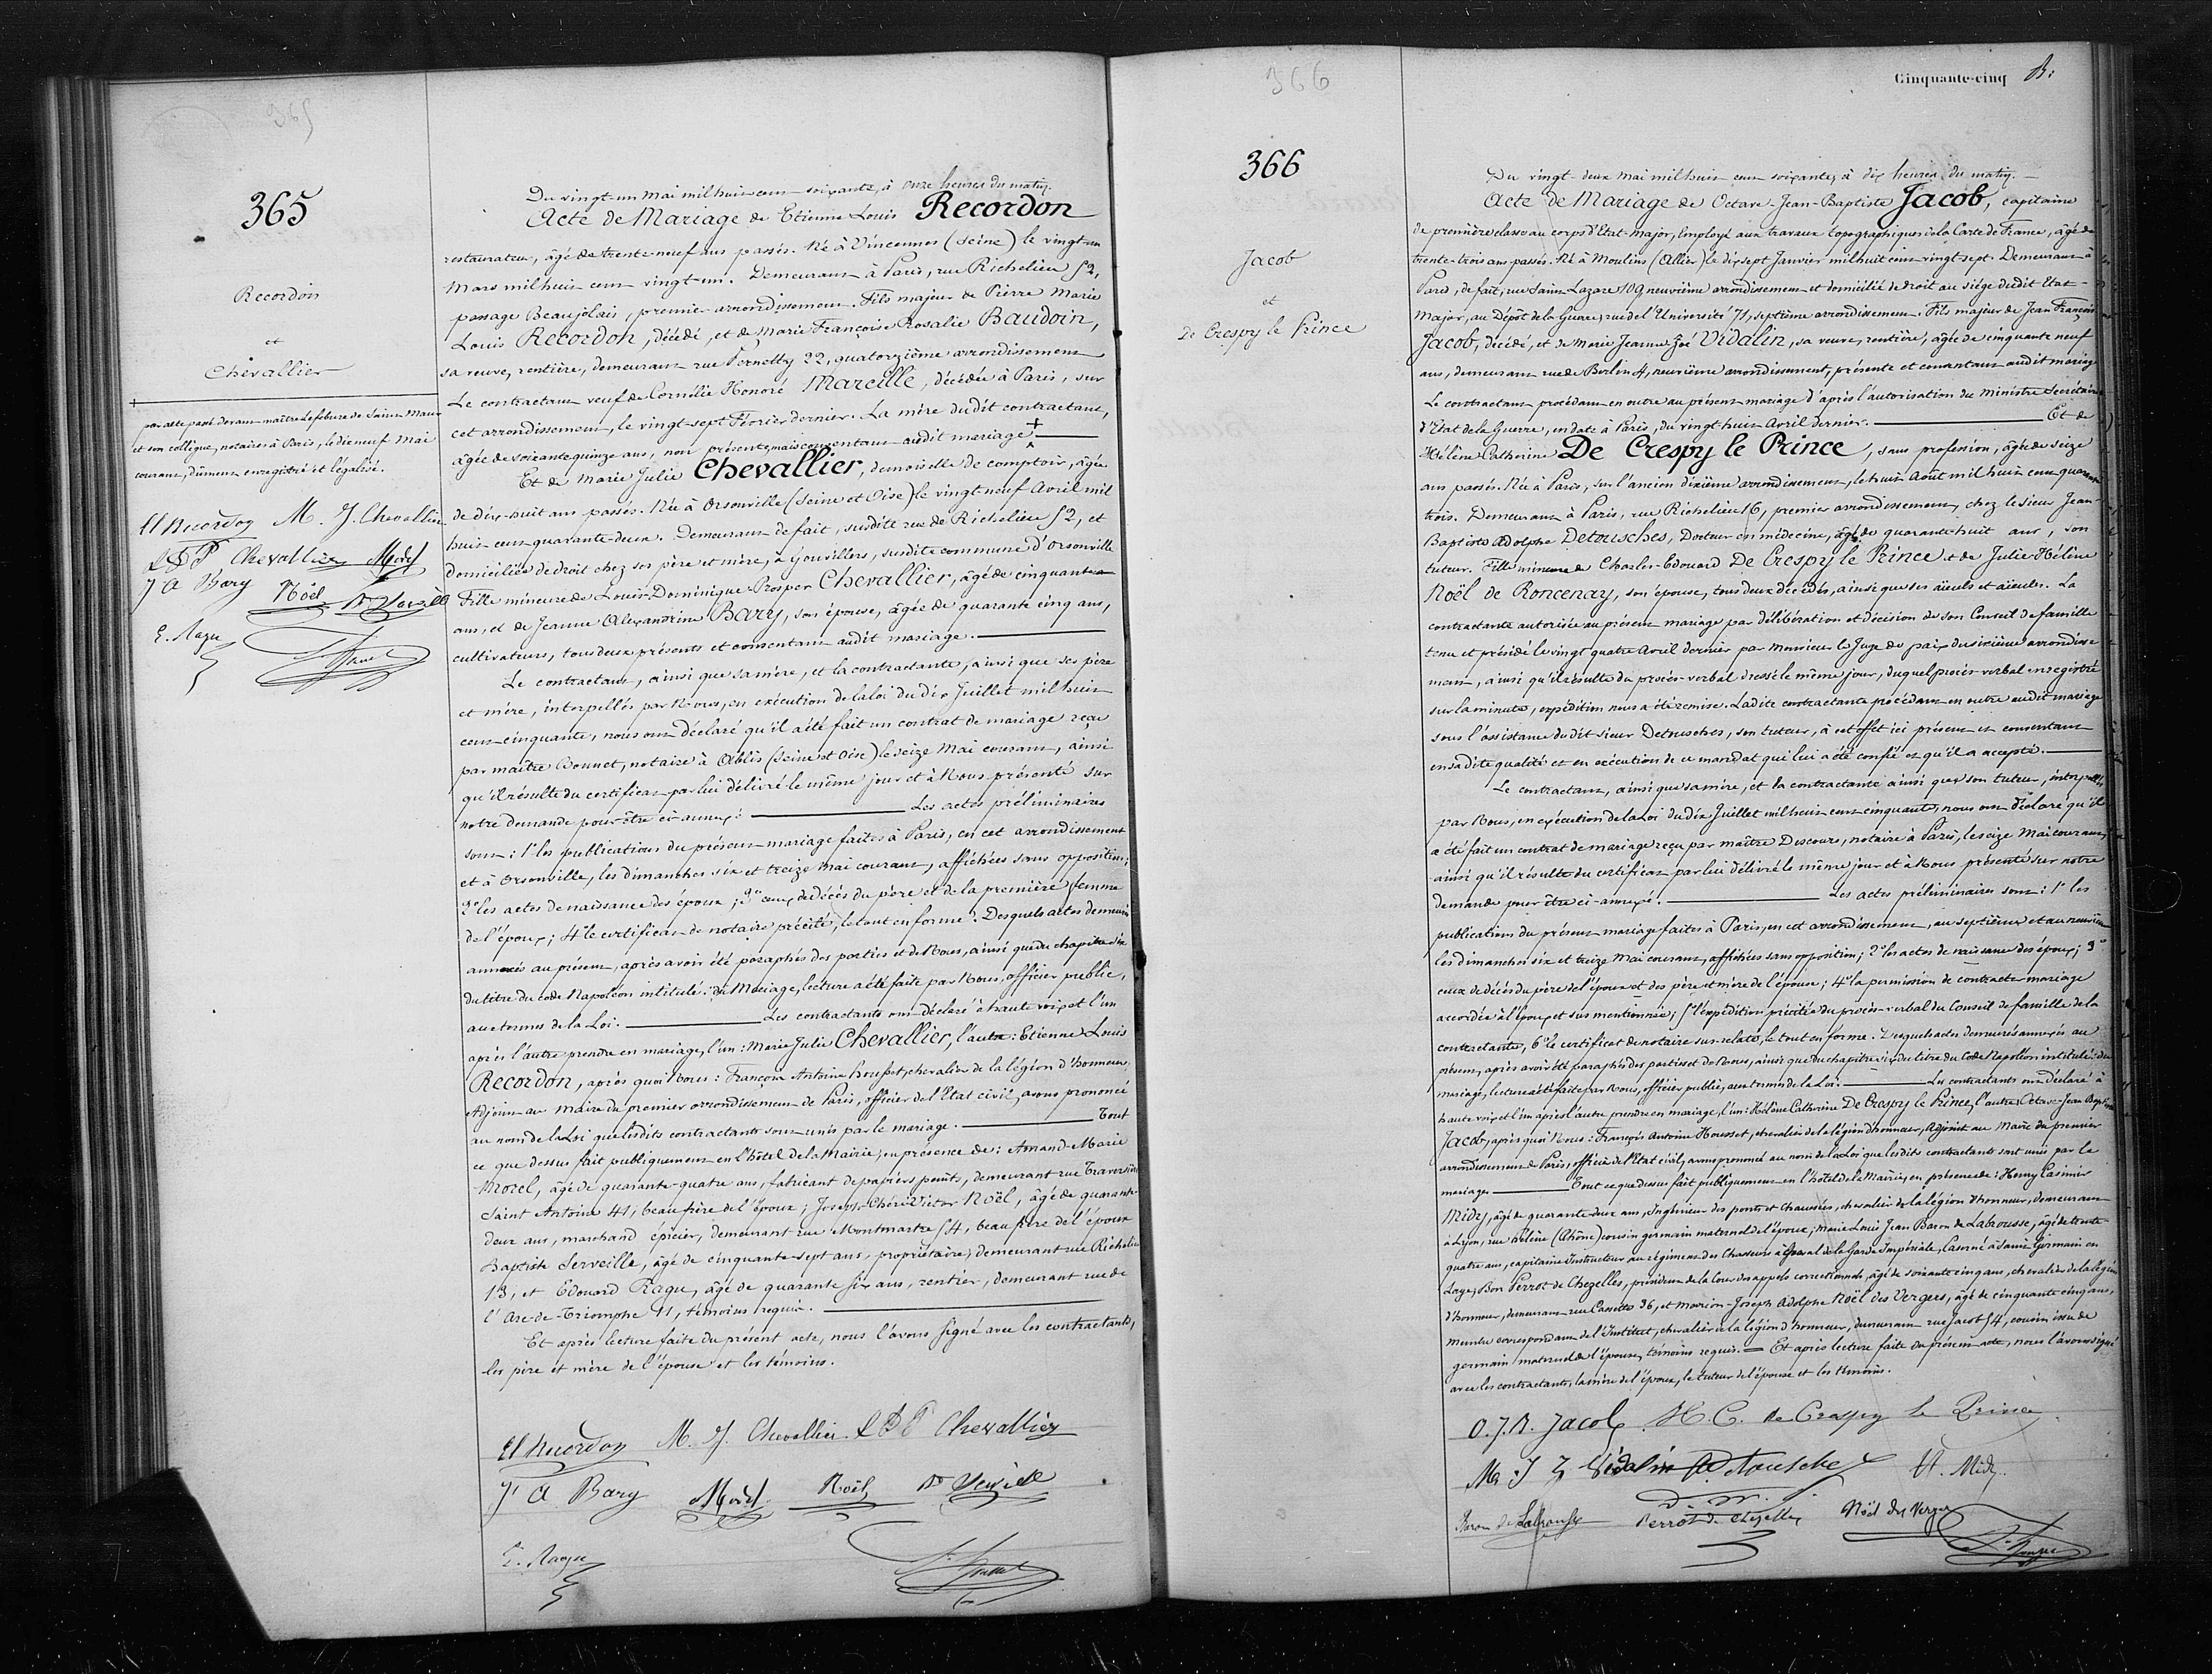 365
365
Recordon
et
Chevallier
par acte passé devant maître Lefebure de Saint Maur
et son collègue, notaires à Paris, le dix neuf Mai
courant, dûment enregistré et légalisé.
El Recordon M. J. Chevallier
L D P Chevallier Morel
J A Bary Noël Bte Serveille
E. Ragu
Du vingt-un Mai mil huit cent soixante, à onze heures du matin.
Acte de Mariage de Etienne Louis Recordon
restaurateur, âgé de trente-neuf ans passés. Né à Vincennes (Seine) le vingt-un
Mars mil huit cent vingt-un. Demeurant à Paris, rue Richelieu 52,
passage Beaujolais, premier arrondissement. Fils majeur de Pierre Marie
Louis Recordon, décédé, et de Marie Françoise Rosalie Baudoin,
sa veuve, rentière, demeurant rue Pernetty 22, quatorzième arrondissement
Le contractant veuf de Cornélie Honoré Mareille, décédée à Paris, sur
cet arrondissement, le vingt-sept Février dernier. La mère dudit contractant,
âgée de soixante quinze ans, non présente mais consentant audit mariage +
Et de Marie Julie Chevallier, demoiselle de comptoir, âgée
de dix-huit ans passés. Née à Orsonville (Seine et Oise) le vingt neuf Avril mil
huit cent quarante-deux. Demeurant de fait, susdite rue de Richelieu 52, et
domiciliée de droit chez ses père et mère, à Gauvillers, susdite commune d'Orsonville
Fille mineure de Louis-Dominique-Prosper Chevallier, âgé de cinquante
ans, et de Jeanne Alexandrine Bary, son épouse, âgée de quarante cinq ans,
cultivateurs, tous deux présents et consentant audit mariage.
Le contractant, ainsi que sa mère, et la contractante, ainsi que ses père
et mère, interpellés par Nous, en exécution de la loi du dix Juillet mil huit
cent cinquante, nous ont déclaré qu'il a été fait un contrat de mariage reçu
par maître Bonnet, notaire à Ablis (Seine et Oise) le seize Mai courant, ainsi
qu'il résulte du certificat par lui délivré le même jour et à Nous présenté sur
notre demande pour être ci-annexé. Les actes préliminaires
sont: 1° les publications du présent mariage faites à Paris, en cet arrondissement
et à Orsonville, les dimanches six et treize Mai courant, affichées sans opposition;
2° les actes de naissance des époux; 3° ceux de décès du père et de la première femme
de l'époux; 4° le certificat de notaire précité, le tout en forme. Desquels actes demeurés
annexés au présent, après avoir été paraphés des parties et de Nous, ainsi que du chapitre six
du titre du code Napoléon intitulé: du Mariage, lecture a été faite par Nous, officier public,
aux termes de la Loi. Les contractants ont déclaré à haute voix et l'un
après l'autre prendre en mariage, l'un: Marie Julie Chevallier, l'autre: Etienne Louis
Recordon, après quoi Nous: François Antoine Housset, chevalier de la légion d'honneur,
Adjoint au Maire du premier arrondissement de Paris, officier de l'Etat civil, avons prononcé
au nom de la Loi que lesdits contractants sont unis par le mariage. Tout
ce que dessus fait publiquement en l'hôtel de la Mairie, en présence de: Amand Marie
Morel, âgé de quarante-quatre ans, fabricant de papiers peints, demeurant rue Traversière
Saint Antoine 41, beau frère de l'époux; Joseph-Chéri-Victor Noël, âgé de quarante
deux ans, marchand épicier, demeurant rue Montmartre 54, beau frère de l'époux
Baptiste Serveille, âgé de cinquante-sept ans, propriétaire, demeurant rue Richelieu
13, et Edouard Ragu, âgé de quarante six ans, rentier, demeurant rue de
l'Arc-de-Triomphe 11, témoins requis.
Et après lecture faite du présent acte, nous l'avons signé avec les contractants,
les père et mère de l'épouse et les témoins.
El Recordon M. J. Chevallier L D P Chevallier
J A Bary Morel Noël Bte Serveille
E. Ragu
366
366
Jacob
et
De Crespy le Prince
Cinquante-cinq
Du vingt-deux Mai mil huit cent soixante, à dix heures du matin.
Acte de Mariage de Octave-Jean-Baptiste Jacob, capitaine
de première classe au corps d'Etat-Major, employé aux travaux topographiques de la Carte de France, âgé de
trente-trois ans passés. Né à Moulins (Allier) le dix sept Janvier mil huit cent vingt sept. Demeurant à
Paris, de fait, rue Saint Lazare 109 neuvième arrondissement et domicilié de droit au siège dudit Etat-
Major, au Dépôt de la Guerre, rue de l'Université 71, septième arrondissement. Fils majeur de Jean François
Jacob, décédé, et de Marie Jeanne Zoé Vidalin, sa veuve, rentière, âgée de cinquante neuf
ans, demeurant rue de Berlin 4, neuvième arrondissement, présente et consentant audit mariage
Le contractant procédant en outre au présent mariage d'après l'autorisation du Ministre Secrétaire
d'Etat de la Guerre, en date à Paris, du vingt huit Avril dernier. Et de
Hélène Catherine De Crespy le Prince, sans profession, âgée de seize
ans passés. Née à Paris, sur l'ancien dixième arrondissement, le huit Août mil huit cent quarante
trois. Demeurant à Paris, rue Richelieu 16, premier arrondissement, chez le sieur Jean-
Baptiste Adolphe Detousches, Docteur en médecine, âgé de quarante-huit ans, son
tuteur. Fille mineure de Charles-Edouard De Crespy le Prince et de Julie Hélène
Noël de Roncenay, son épouse, tous deux décédés, ainsi que ses aïeuls et aïeules. La
contractante autorisée au présent mariage par délibération et décision de son Conseil de famille
tenu et présidé le vingt quatre Avril dernier par Monsieur le Juge de paix du sixième arrondisse
ment, ainsi qu'il résulte du procès-verbal dressé le même jour, duquel procès verbal enregistré
sur la minute, expédition nous a été remise. Ladite contractante procédant en outre audit mariage
sous l'assistance dudit sieur Detousches, son tuteur, à cet effet ici présent et consentant
en sadite qualité et en exécution de ce mandat qui lui a été confié et qu'il a accepté.
Le contractant, ainsi que sa mère, et la contractante ainsi que son tuteur, interpellés
par Nous, en exécution de la Loi du dix Juillet mil huit cent cinquante, nous ont déclaré qu'il
a été fait un contrat de mariage reçu par maître Descours, notaire à Paris, le seize Mai courant,
ainsi qu'il résulte du certificat par lui délivré le même jour et à Nous présenté sur notre
demande pour être ci-annexé. Les actes préliminaires sont: 1° les
publications du présent mariage faites à Paris, en cet arrondissement, au septième et au neuvième
les dimanches six et treize Mai courant, affichées sans opposition; 2° les actes de naissance des époux; 3°
ceux de décès du père de l'époux et des père et mère de l'épouse; 4° la permission de contracter mariage
accordée à l'époux et sus mentionnée; 5° l'expédition précitée du procès-verbal du Conseil de famille de la
contractante, 6° le certificat de notaire sus-relaté, le tout en forme. Desquels actes demeurés annexés au
présent, après avoir été paraphés des parties et de Nous, ainsi que du chapitre six du titre du Code Napoléon intitulé: du
mariage, lecture a été faite par Nous, officier public, aux termes de la Loi. Les contractants ont déclaré à
haute voix et l'un après l'autre prendre en mariage, l'un: Hélène Catherine De Crespy le Prince, l'autre: Octave-Jean Baptiste
Jacob, après quoi Nous: François Antoine Housset, chevalier de la légion d'honneur, Adjoint au Maire du premier
arrondissement de Paris, officier de l'Etat civil, avons prononcé au nom de la Loi que lesdits contractants sont unis par le
mariage. Tout ce que dessus fait publiquement en l'hôtel de la Mairie, en présence de: Henry Casimir
Midy, âgé de quarante deux ans, Ingénieur des ponts et Chaussées, chevalier de la légion d'honneur, demeurant
à Lyon, rue Hélène (Rhône) cousin germain maternel de l'époux; Marie Louis Jean Baron de Labrousse, âgé de trente
quatre ans, capitaine Instructeur au régiment des Chasseurs à Cheval de la Garde Impériale, Caserné à Saint Germain en
Laye, Bon Perrot de Chezelles, président de la Cour des appels correctionnels, âgé de soixante cinq ans, chevalier de la légion
d'honneur, demeurant rue Cassette 36, et Marin-Joseph Adolphe Noël des Vergers, âgé de cinquante cinq ans,
membre correspondant de l'Institut, chevalier de la légion d'honneur, demeurant rue Jacob 54, cousin issu de
germain maternel de l'épouse, témoins requis. Et après lecture faite du présent acte, nous l'avons signé
avec les contractants, la mère de l'époux, le tuteur de l'épouse et les témoins.
O. J. B. Jacob H. C. de Crespy le Prince
M. J Z Vidalin A Detousches H. Midy.
Baron de Labrousse Perrot de Chezelles Noël des Vergers